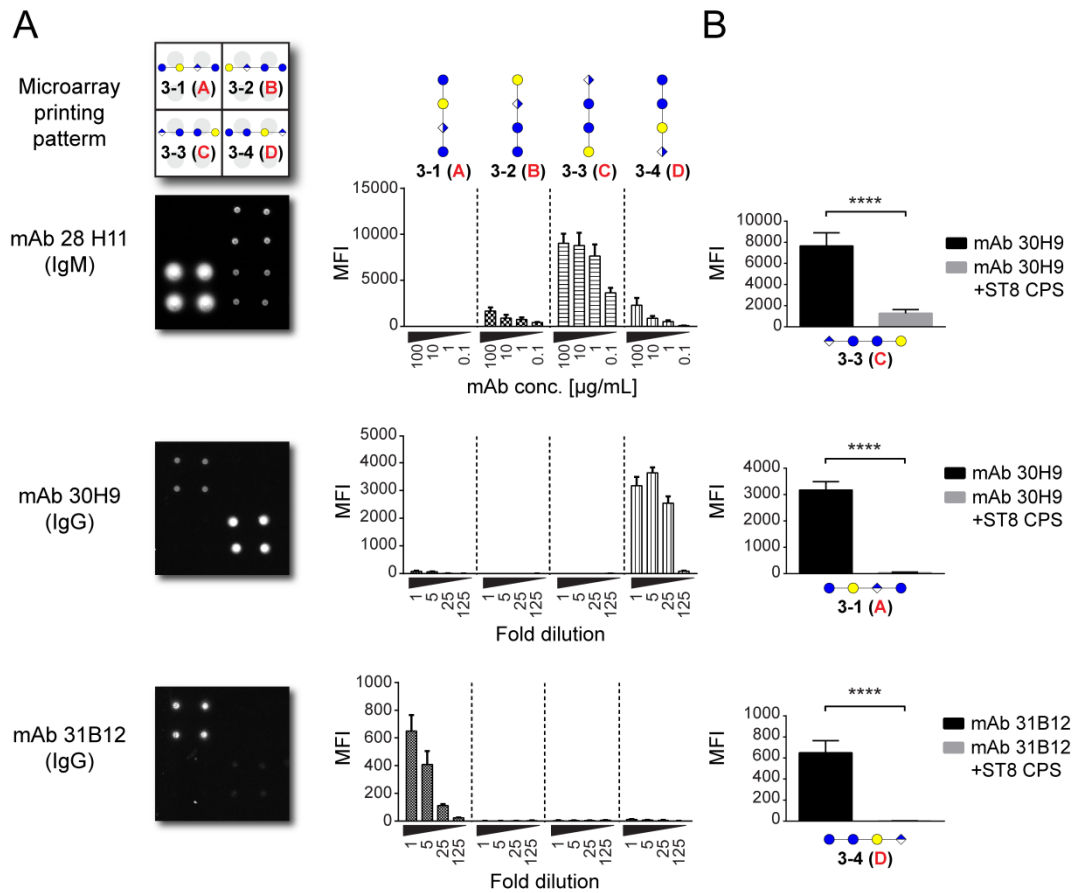 A
B
Microarray
printing
patterm
3-1 (A)
3-2 (B)
3-3 (C)
3-4 (D)
3-1 (A) 3-2 (B) 3-3 (C) 3-4 (D)
mAb 28 H11
(IgM)
MFI
15000
10000
5000
0
100 10 1 0.1 100 10 1 0.1 100 10 1 0.1 100 10 1 0.1
mAb conc. [µg/mL]
MFI
10000
8000
6000
4000
2000
0
****
mAb 30H9
mAb 30H9
+ST8 CPS
3-3 (C)
mAb 30H9
(IgG)
MFI
5000
4000
3000
2000
1000
0
1 5 25 125 1 5 25 125 1 5 25 125 1 5 25 125
Fold dilution
MFI
4000
3000
2000
1000
0
****
mAb 30H9
mAb 30H9
+ST8 CPS
3-1 (A)
mAb 31B12
(IgG)
MFI
1000
800
600
400
200
0
1 5 25 125 1 5 25 125 1 5 25 125 1 5 25 125
Fold dilution
MFI
1000
800
600
400
200
0
****
mAb 31B12
mAb 31B12
+ST8 CPS
3-4 (D)